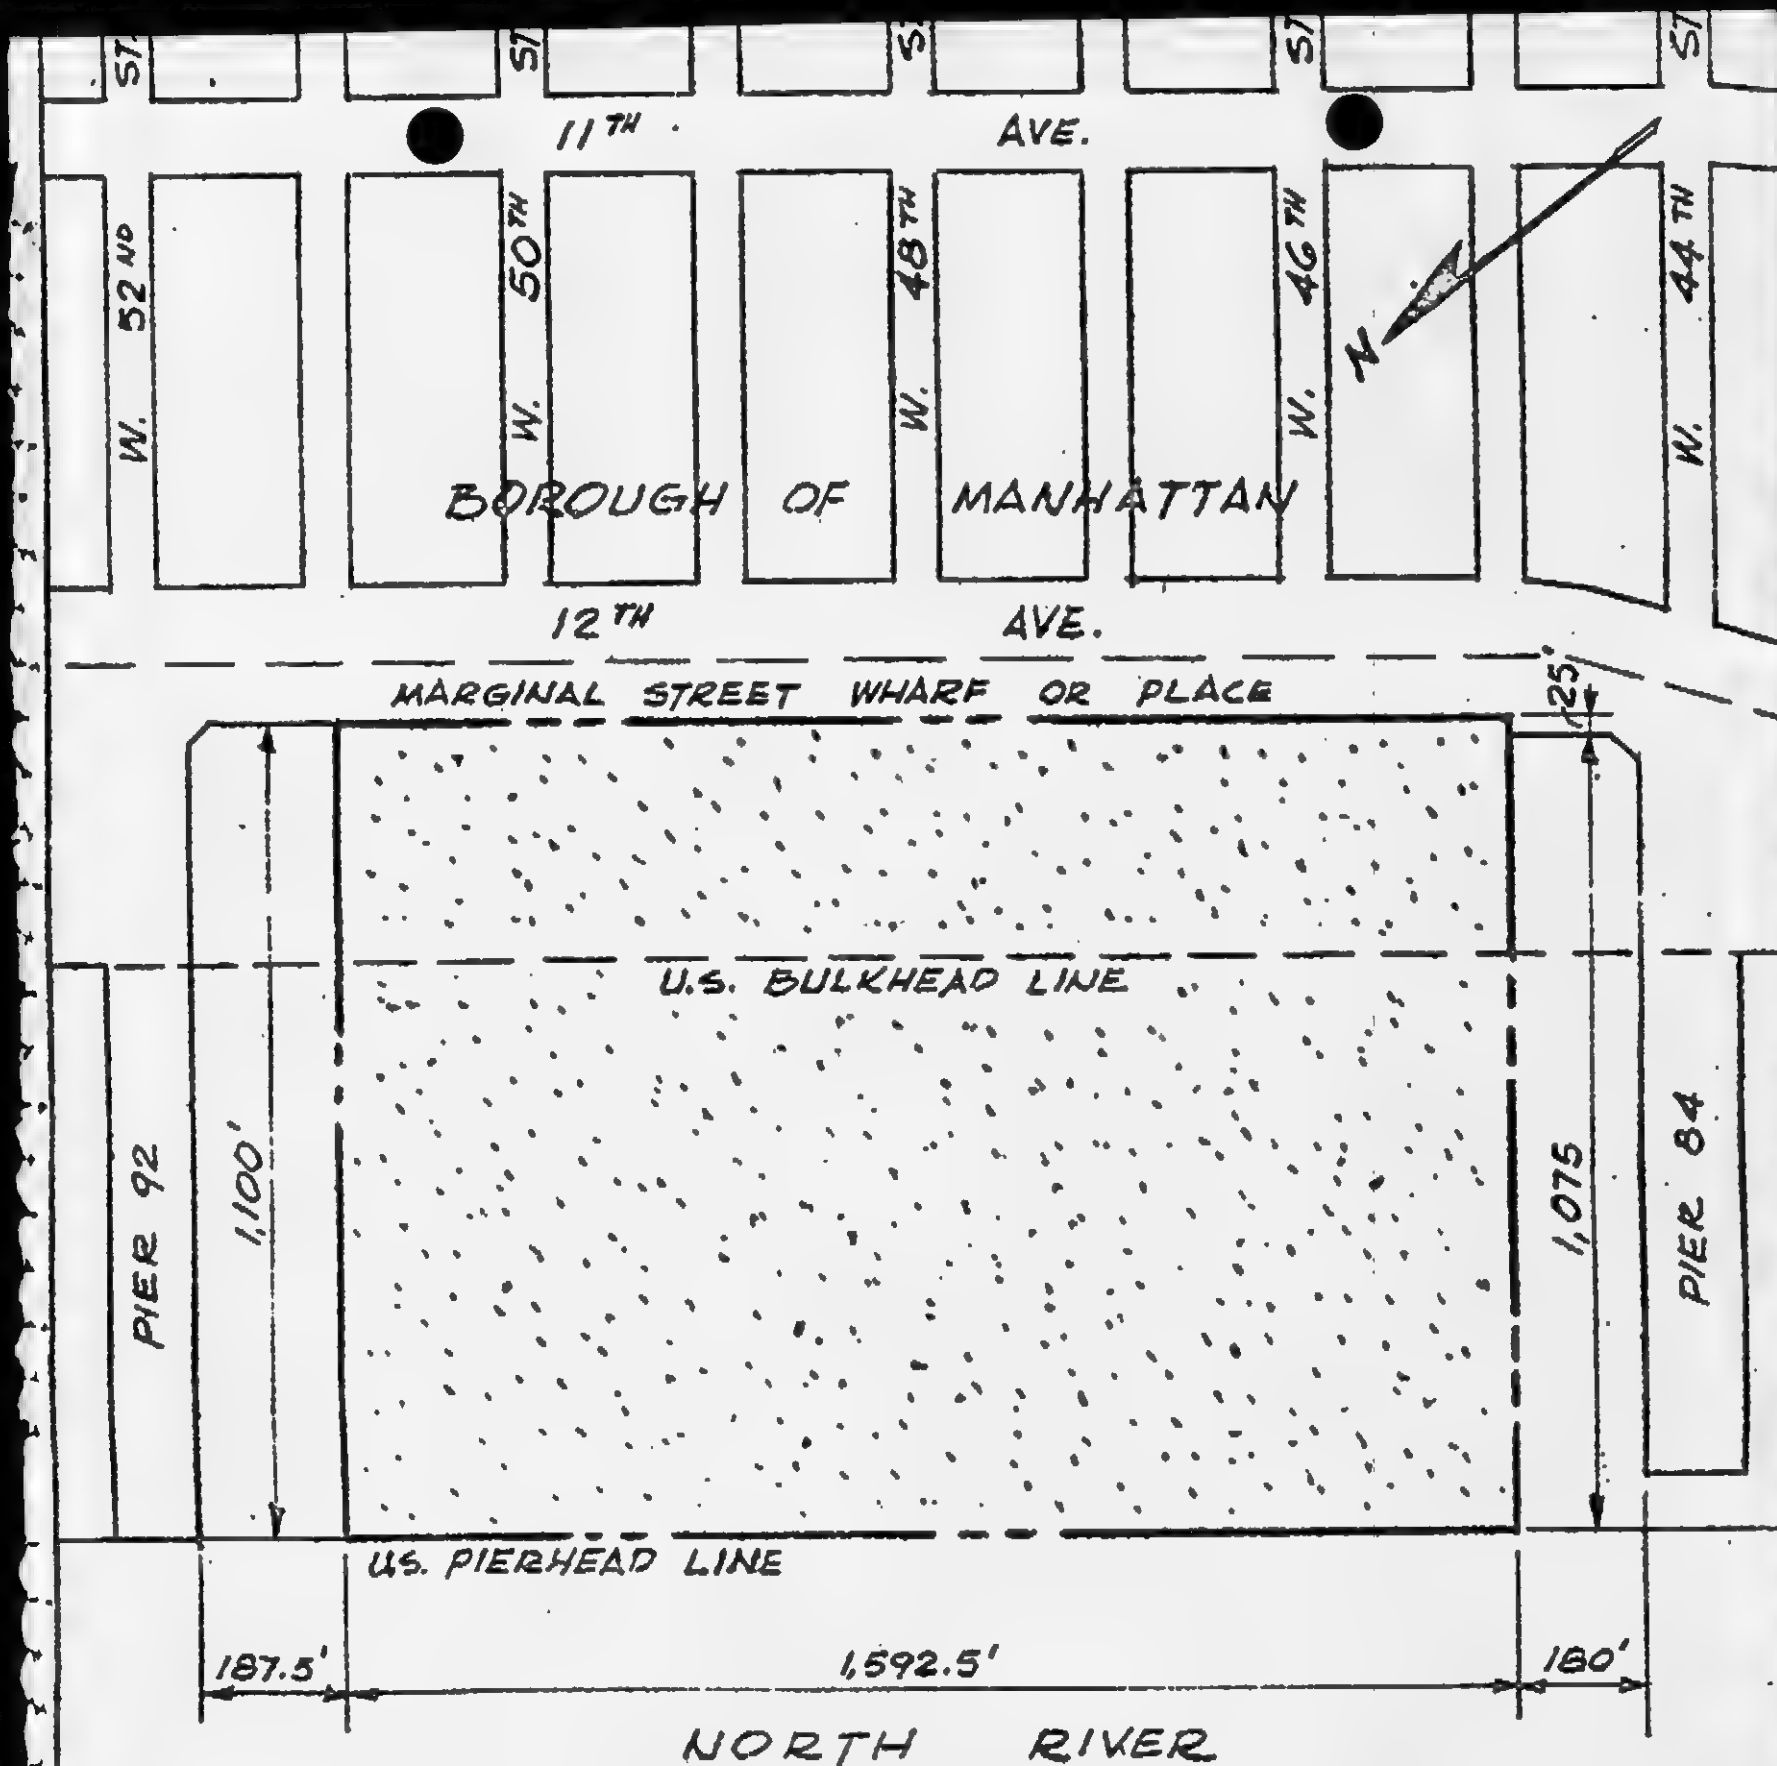 ST.
ST
S
ST
ST
11TH AVE.
W. 52ND
W. 50TH
W. 48TH
W. 46TH
W. 44TH
N
BOROUGH OF MANHATTAN
12TH AVE.
MARGINAL STREET WHARF OR PLACE
25'
U.S. BULKHEAD LINE
PIER 92
1,100'
1,075
PIER 84
U.S. PIERHEAD LINE
187.5'
1,592.5'
180'
NORTH RIVER